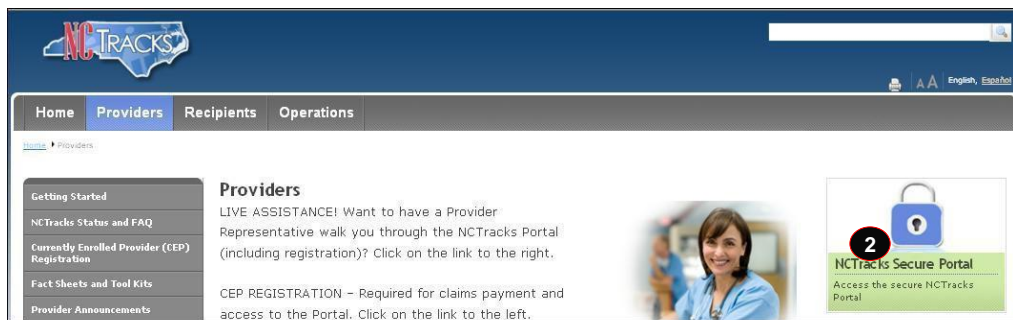 NCTRACKS
English, Español
Home Providers Recipients Operations
Home Providers
Getting Started
NCTracks Status and FAQ
Currently Enrolled Provider (CEP)
Registration
Fact Sheets and Tool Kits
Provider Announcements
Providers
LIVE ASSISTANCE! Want to have a Provider
Representative walk you through the NCTracks Portal
(including registration)? Click on the link to the right.
CEP REGISTRATION – Required for claims payment and
access to the Portal. Click on the link to the left.
2
NCTracks Secure Portal
Access the secure NCTracks
Portal